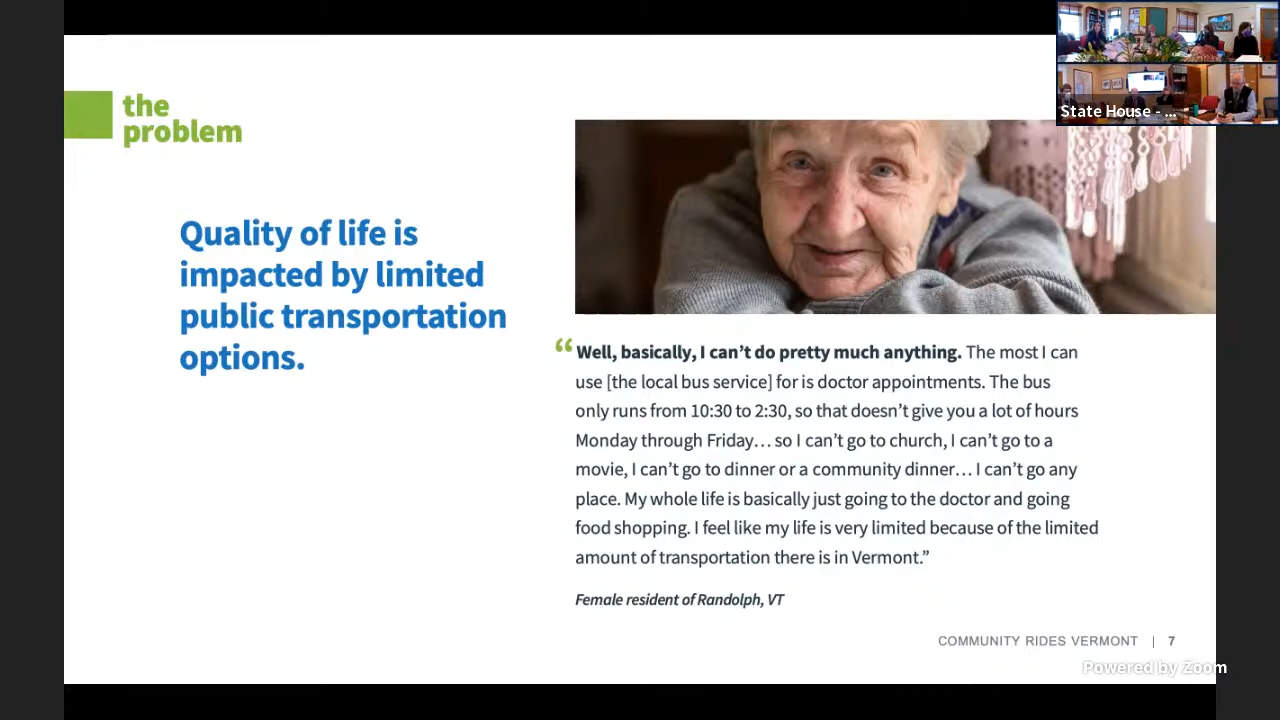 State House - ...
the
problem
Quality of life is
impacted by limited
public transportation
options.
“Well, basically, I can’t do pretty much anything. The most I can
use [the local bus service] for is doctor appointments. The bus
only runs from 10:30 to 2:30, so that doesn’t give you a lot of hours
Monday through Friday… so I can’t go to church, I can’t go to a
movie, I can’t go to dinner or a community dinner… I can’t go any
place. My whole life is basically just going to the doctor and going
food shopping. I feel like my life is very limited because of the limited
amount of transportation there is in Vermont.”
Female resident of Randolph, VT
COMMUNITY RIDES VERMONT | 7
Powered by Zoom